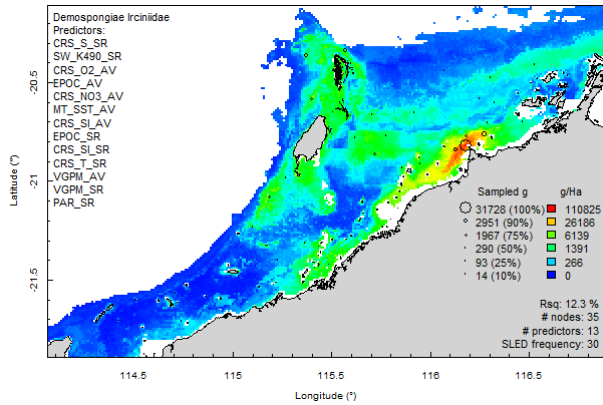 Demospongiae Irciniidae
Predictors:
CRS_S_SR
SW_K490_SR
CRS_O2_AV
EPOC_AV
CRS_NO3_AV
MT_SST_AV
CRS_SI_AV
EPOC_SR
CRS_SI_SR
CRS_T_SR
VGPM_AV
VGPM_SR
PAR_SR
20.5
21
21.5
Latitude (°)
Sampled g g/Ha
31728 (100%) 110825
2951 (90%) 26186
1967 (75%) 6139
290 (50%) 1391
93 (25%) 266
14 (10%) 0
Rsq: 12.3 %
# nodes: 35
# predictors: 13
SLED frequency: 30
114.5 115 115.5 116 116.5
Longitude (°)